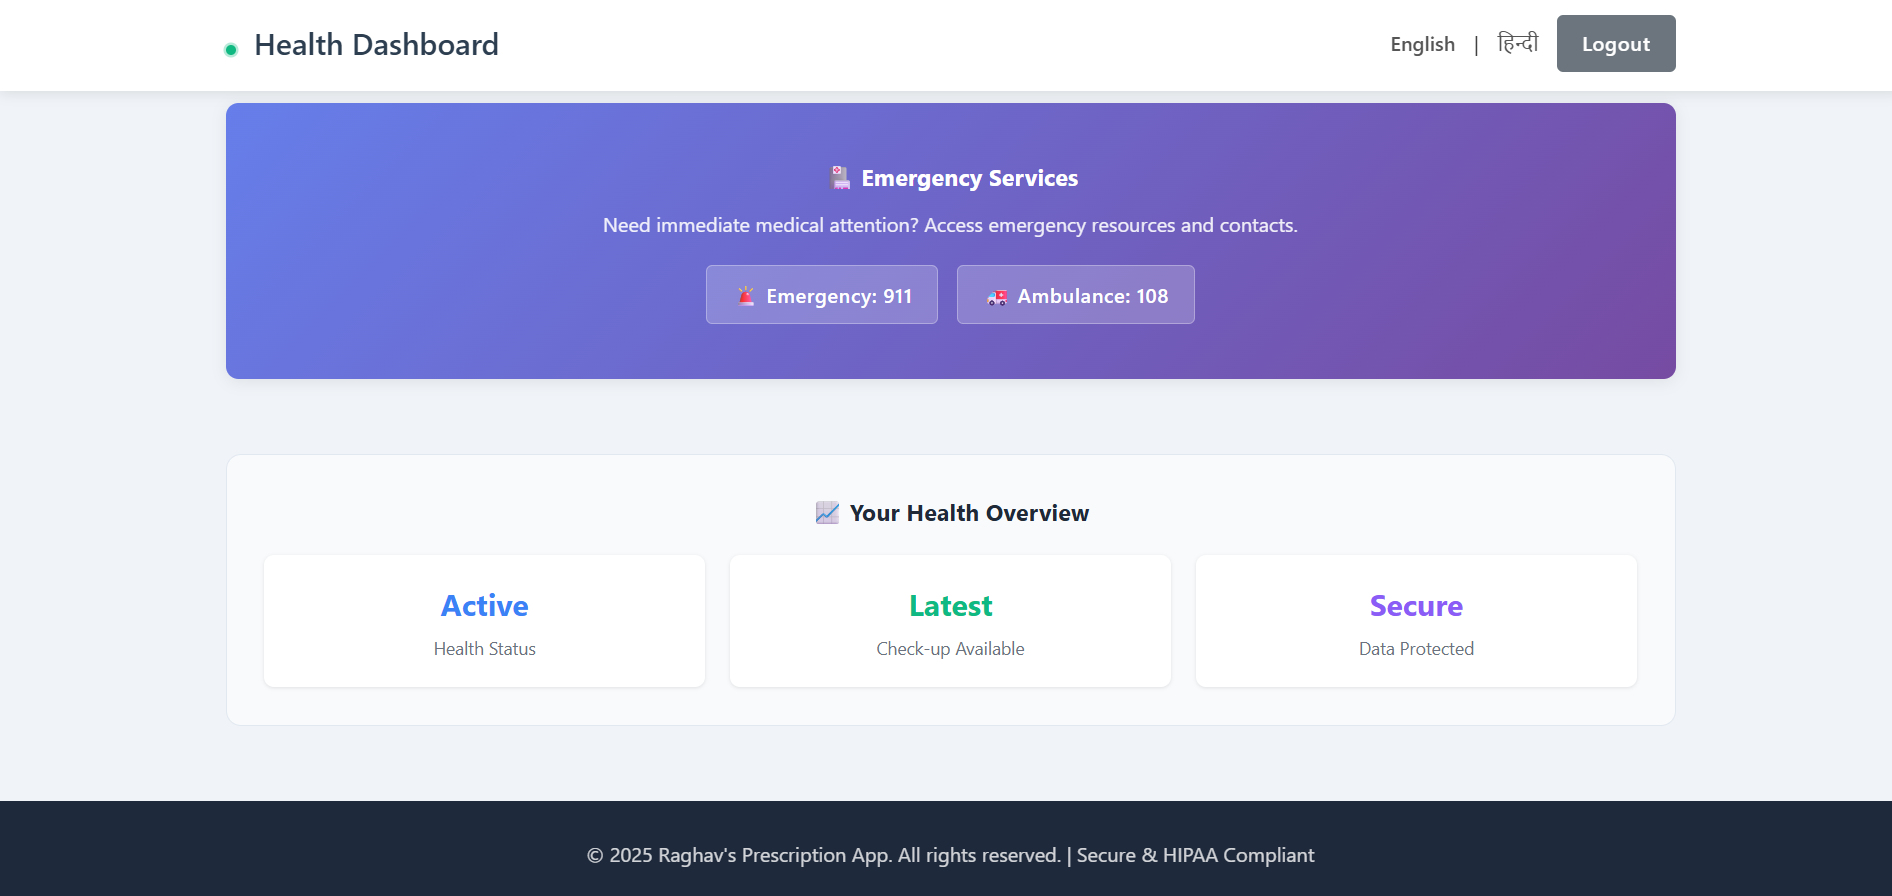 Health Dashboard
English | हिन्दी Logout
Emergency Services
Need immediate medical attention? Access emergency resources and contacts.
Emergency: 911
Ambulance: 108
Your Health Overview
Active
Health Status
Latest
Check-up Available
Secure
Data Protected
© 2025 Raghav's Prescription App. All rights reserved. | Secure & HIPAA Compliant